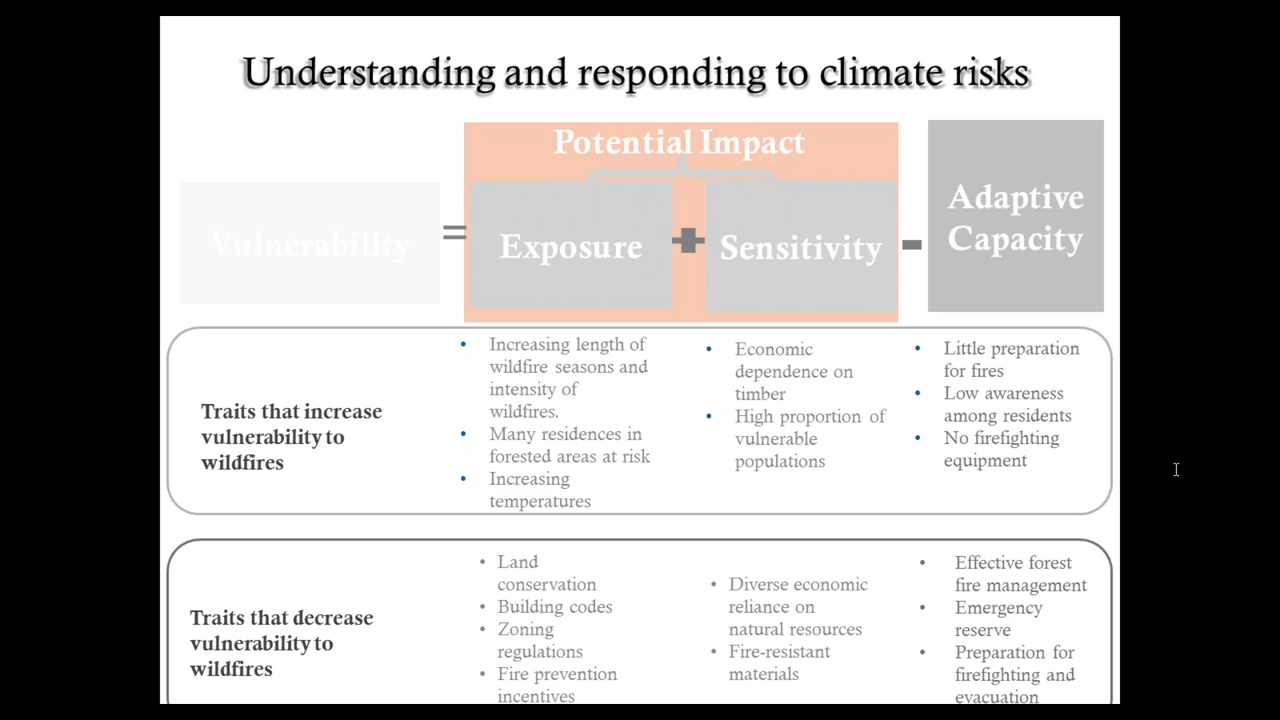 Understanding and responding to climate risks
Potential Impact
Vulnerability
=
Exposure
+
Sensitivity
-
Adaptive
Capacity
Traits that increase
vulnerability to
wildfires
• Increasing length of
wildfire seasons and
intensity of
wildfires.
• Many residences in
forested areas at risk
• Increasing
temperatures
• Economic
dependence on
timber
• High proportion of
vulnerable
populations
• Little preparation
for fires
• Low awareness
among residents
• No firefighting
equipment
Traits that decrease
vulnerability to
wildfires
• Land
conservation
• Building codes
• Zoning
regulations
• Fire prevention
incentives
• Diverse economic
reliance on
natural resources
• Fire-resistant
materials
• Effective forest
fire management
• Emergency
reserve
• Preparation for
firefighting and
evacuation